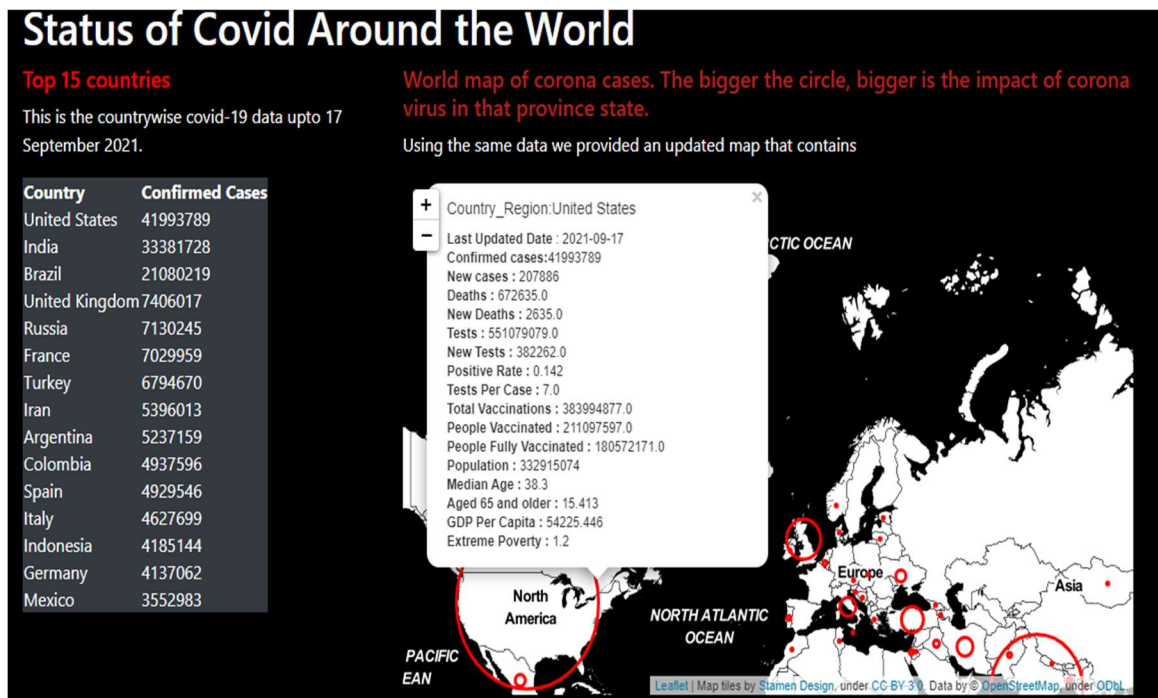 Status of Covid Around the World
Top 15 countries
This is the countrywise covid-19 data upto 17
September 2021.
Country Confirmed Cases
United States 41993789
India 33381728
Brazil 21080219
United Kingdom 7406017
Russia 7130245
France 7029959
Turkey 6794670
Iran 5396013
Argentina 5237159
Colombia 4937596
Spain 4929546
Italy 4627699
Indonesia 4185144
Germany 4137062
Mexico 3552983
World map of corona cases. The bigger the circle, bigger is the impact of corona
virus in that province state.
Using the same data we provided an updated map that contains
+
−
×
Country_Region:United States
Last Updated Date : 2021-09-17
Confirmed cases:41993789
New cases : 207886
Deaths : 672635.0
New Deaths : 2635.0
Tests : 551079079.0
New Tests : 382262.0
Positive Rate : 0.142
Tests Per Case : 7.0
Total Vaccinations : 383994877.0
People Vaccinated : 211097597.0
People Fully Vaccinated : 180572171.0
Population : 332915074
Median Age : 38.3
Aged 65 and older : 15.413
GDP Per Capita : 54225.446
Extreme Poverty : 1.2
CTIC OCEAN
Europe
Asia
North
America
NORTH ATLANTIC
OCEAN
PACIFIC
EAN
Leaflet | Map tiles by Stamen Design, under CC BY 3.0. Data by © OpenStreetMap, under ODbL.